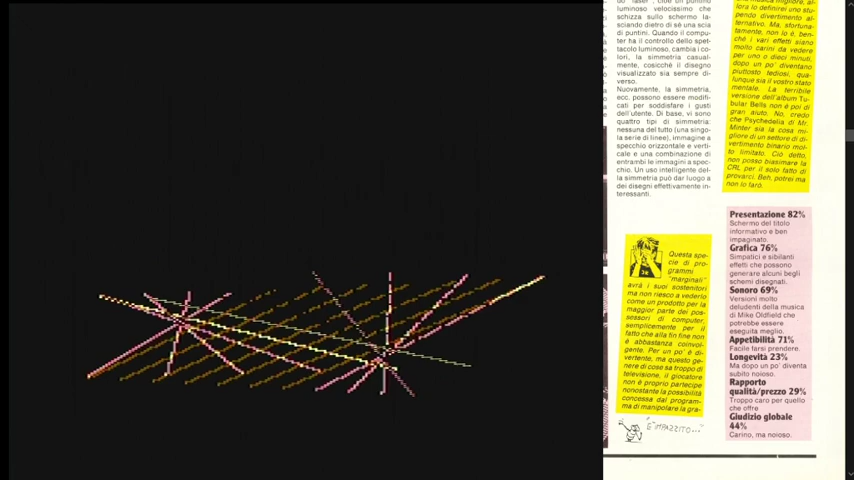 do "laser", cioè un puntino
luminoso velocissimo che
schizza sullo schermo la-
sciando dietro di sé una scia
di puntini. Quando il compu-
ter ha il controllo dello spet-
tacolo luminoso, cambia i co-
lori, la simmetria casual-
mente, cosicché il disegno
visualizzato sia sempre di-
verso.
Nuovamente, la simmetria,
ecc. possono essere modifi-
cati per soddisfare i gusti
dell'utente. Di base, vi sono
quattro tipi di simmetria:
nessuna del tutto (una singo-
la serie di linee), immagine a
specchio orizzontale e verti-
cale e una combinazione di
entrambi le immagini a spec-
chio. Un uso intelligente del-
la simmetria può dar luogo a
dei disegni effettivamente in-
teressanti.
Questa spe-
cie di pro-
grammi
"marginali"
avrà i suoi sostenitori
ma non riesco a vederlo
come un prodotto per la
maggior parte dei pos-
sessori di computer,
semplicemente per il
fatto che alla fin fine non
è abbastanza coinvol-
gente. Per un po' è di-
vertente, ma questo ge-
nere di cose sa troppo di
televisione, il giocatore
non è proprio partecipe
nonostante la possibilità
concessa dal program-
ma di manipolare la gra-
"È IMPAZZITO..."
llora lo definirei uno stu-
pendo divertimento al-
ternativo. Ma, sfortuna-
tamente, non lo è, ben-
ché i vari effetti siano
molto carini da vedere
per uno o dieci minuti,
dopo un po' diventano
piuttosto tediosi, qua-
lunque sia il vostro stato
mentale. La terribile
versione dell'album Tu-
bular Bells non è poi di
gran aiuto. No, credo
che Psychedelia di Mr.
Minter sia la cosa mi-
gliore di un settore di di-
vertimento binario mol-
to limitato. Ciò detto,
non posso biasimare la
CRL per il solo fatto di
provarci. Beh, potrei ma
non lo farò.
Presentazione 82%
Schermo del titolo
informativo e ben
impaginato.
Grafica 76%
Simpatici e sibilanti
effetti che possono
generare alcuni begli
schemi disegnati.
Sonoro 69%
Versioni molto
deludenti della musica
di Mike Oldfield che
potrebbe essere
eseguita meglio.
Appetibilità 71%
Facile farsi prendere.
Longevità 23%
Ma dopo un po' diventa
subito noioso.
Rapporto
qualità/prezzo 29%
Troppo caro per quello
che offre
Giudizio globale
44%
Carino, ma noioso.